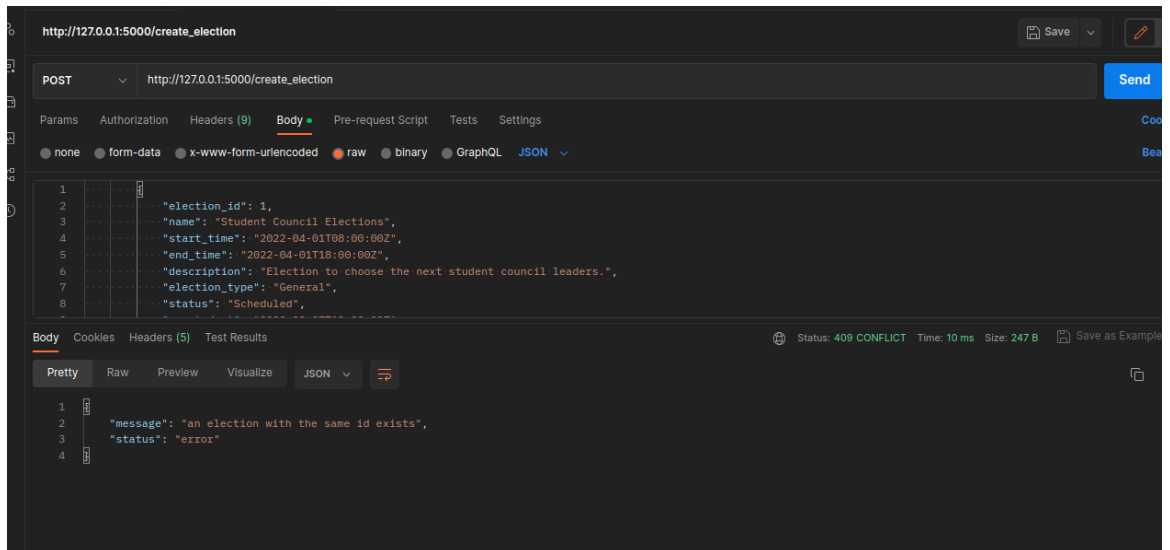 http://127.0.0.1:5000/create_election
Save
POST http://127.0.0.1:5000/create_election Send
Params Authorization Headers (9) Body Pre-request Script Tests Settings Coo
none form-data x-www-form-urlencoded raw binary GraphQL JSON Bea
1 {
2 "election_id": 1,
3 "name": "Student Council Elections",
4 "start_time": "2022-04-01T08:00:00Z",
5 "end_time": "2022-04-01T18:00:00Z",
6 "description": "Election to choose the next student council leaders.",
7 "election_type": "General",
8 "status": "Scheduled",
Body Cookies Headers (5) Test Results Status: 409 CONFLICT Time: 10 ms Size: 247 B Save as Example
Pretty Raw Preview Visualize JSON
1 {
2 "message": "an election with the same id exists",
3 "status": "error"
4 }